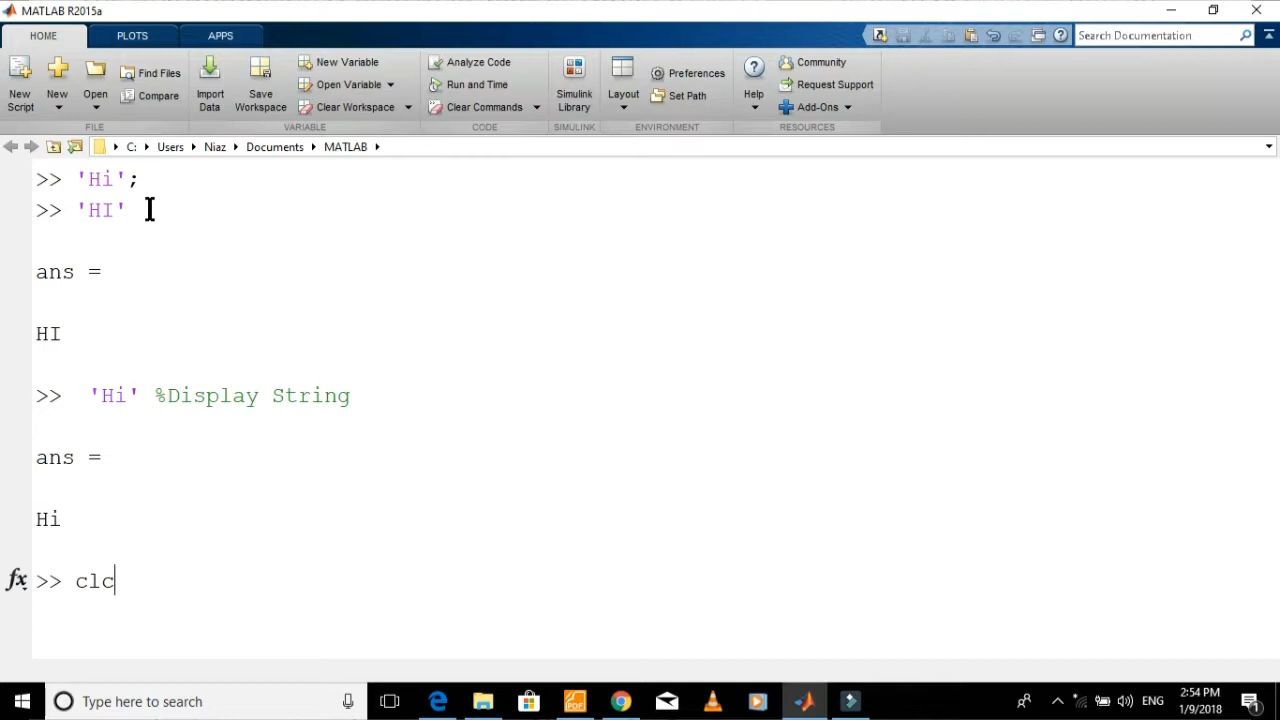 MATLAB R2015a
HOME PLOTS APPS
Search Documentation
New Script
New
Open
Find Files
Compare
FILE
Import Data
Save Workspace
New Variable
Open Variable
Clear Workspace
VARIABLE
Analyze Code
Run and Time
Clear Commands
CODE
Simulink Library
SIMULINK
Layout
Preferences
Set Path
ENVIRONMENT
Help
Community
Request Support
Add-Ons
RESOURCES
C: Users Niaz Documents MATLAB
>> 'Hi';
>> 'HI'
ans =
HI
>> 'Hi' %Display String
ans =
Hi
fx >> clc
Type here to search
ENG
2:54 PM
1/9/2018